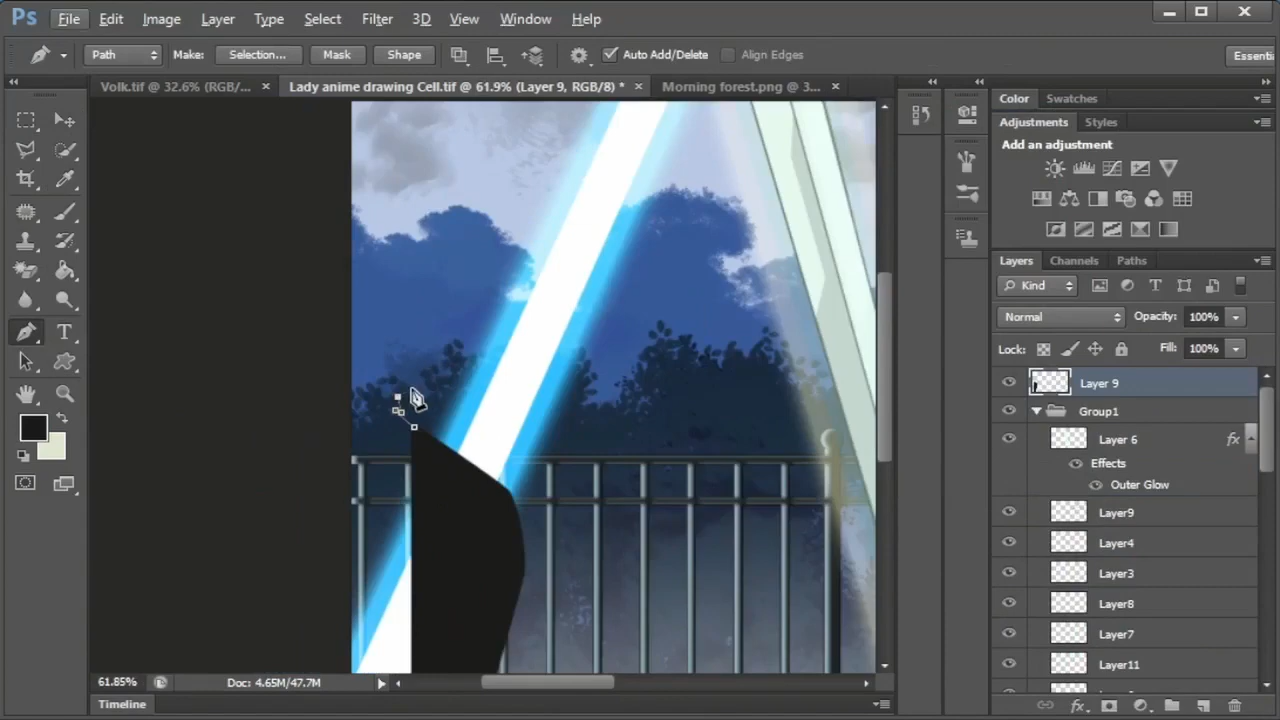 Ps File Edit Image Layer Type Select Filter 3D View Window Help
Path Make: Selection... Mask Shape Auto Add/Delete Align Edges Essenti
Volk.tif @ 32.6% (RGB/... × Lady anime drawing Cell.tif @ 61.9% (Layer 9, RGB/8) * × Morning forest.png @ 3... ×
Color Swatches
Adjustments Styles
Add an adjustment
Layers Channels Paths
Kind
Normal Opacity: 100%
Lock: Fill: 100%
Layer 9
Group1
Layer 6 fx
Effects
Outer Glow
Layer9
Layer4
Layer3
Layer8
Layer7
Layer11
61.85% Doc: 4.65M/47.7M
Timeline